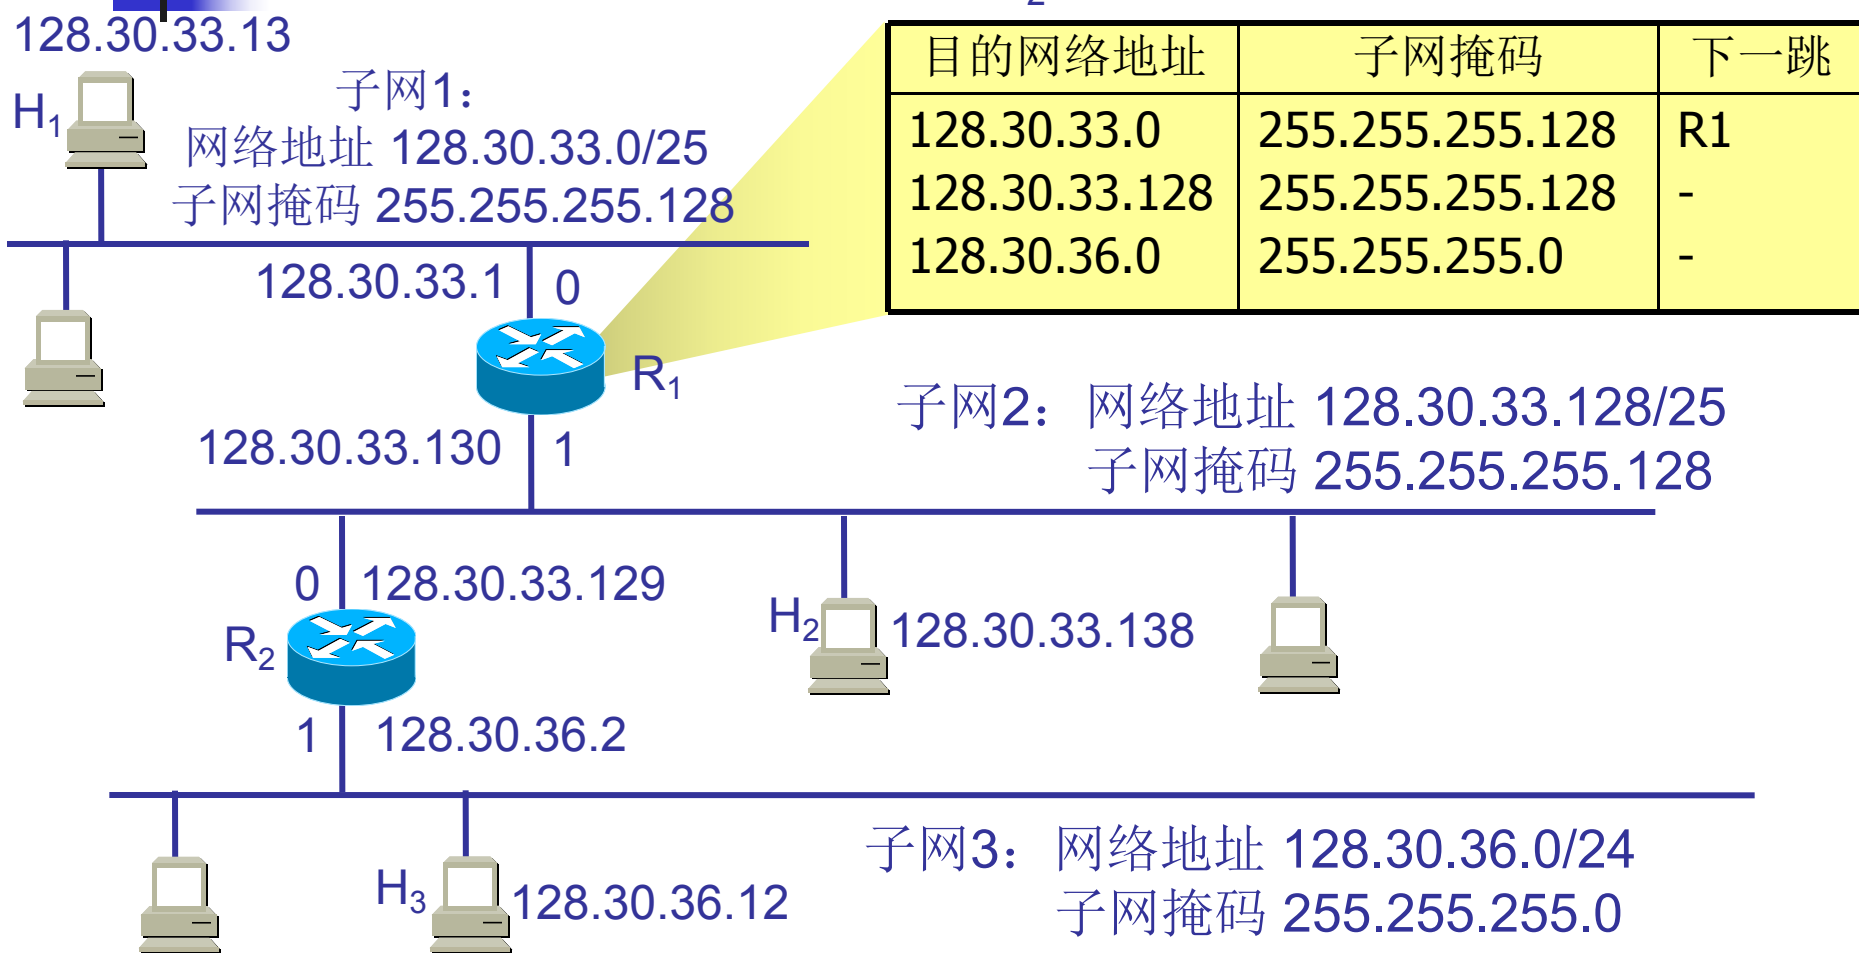 2
128.30.33.13
H1
子网1：
网络地址 128.30.33.0/25
子网掩码 255.255.255.128
目的网络地址 子网掩码 下一跳
128.30.33.0 255.255.255.128 R1
128.30.33.128 255.255.255.128 -
128.30.36.0 255.255.255.0 -
128.30.33.1 0
R1
128.30.33.130 1
子网2： 网络地址 128.30.33.128/25
子网掩码 255.255.255.128
0 128.30.33.129
R2
H2 128.30.33.138
1 128.30.36.2
子网3： 网络地址 128.30.36.0/24
子网掩码 255.255.255.0
H3 128.30.36.12